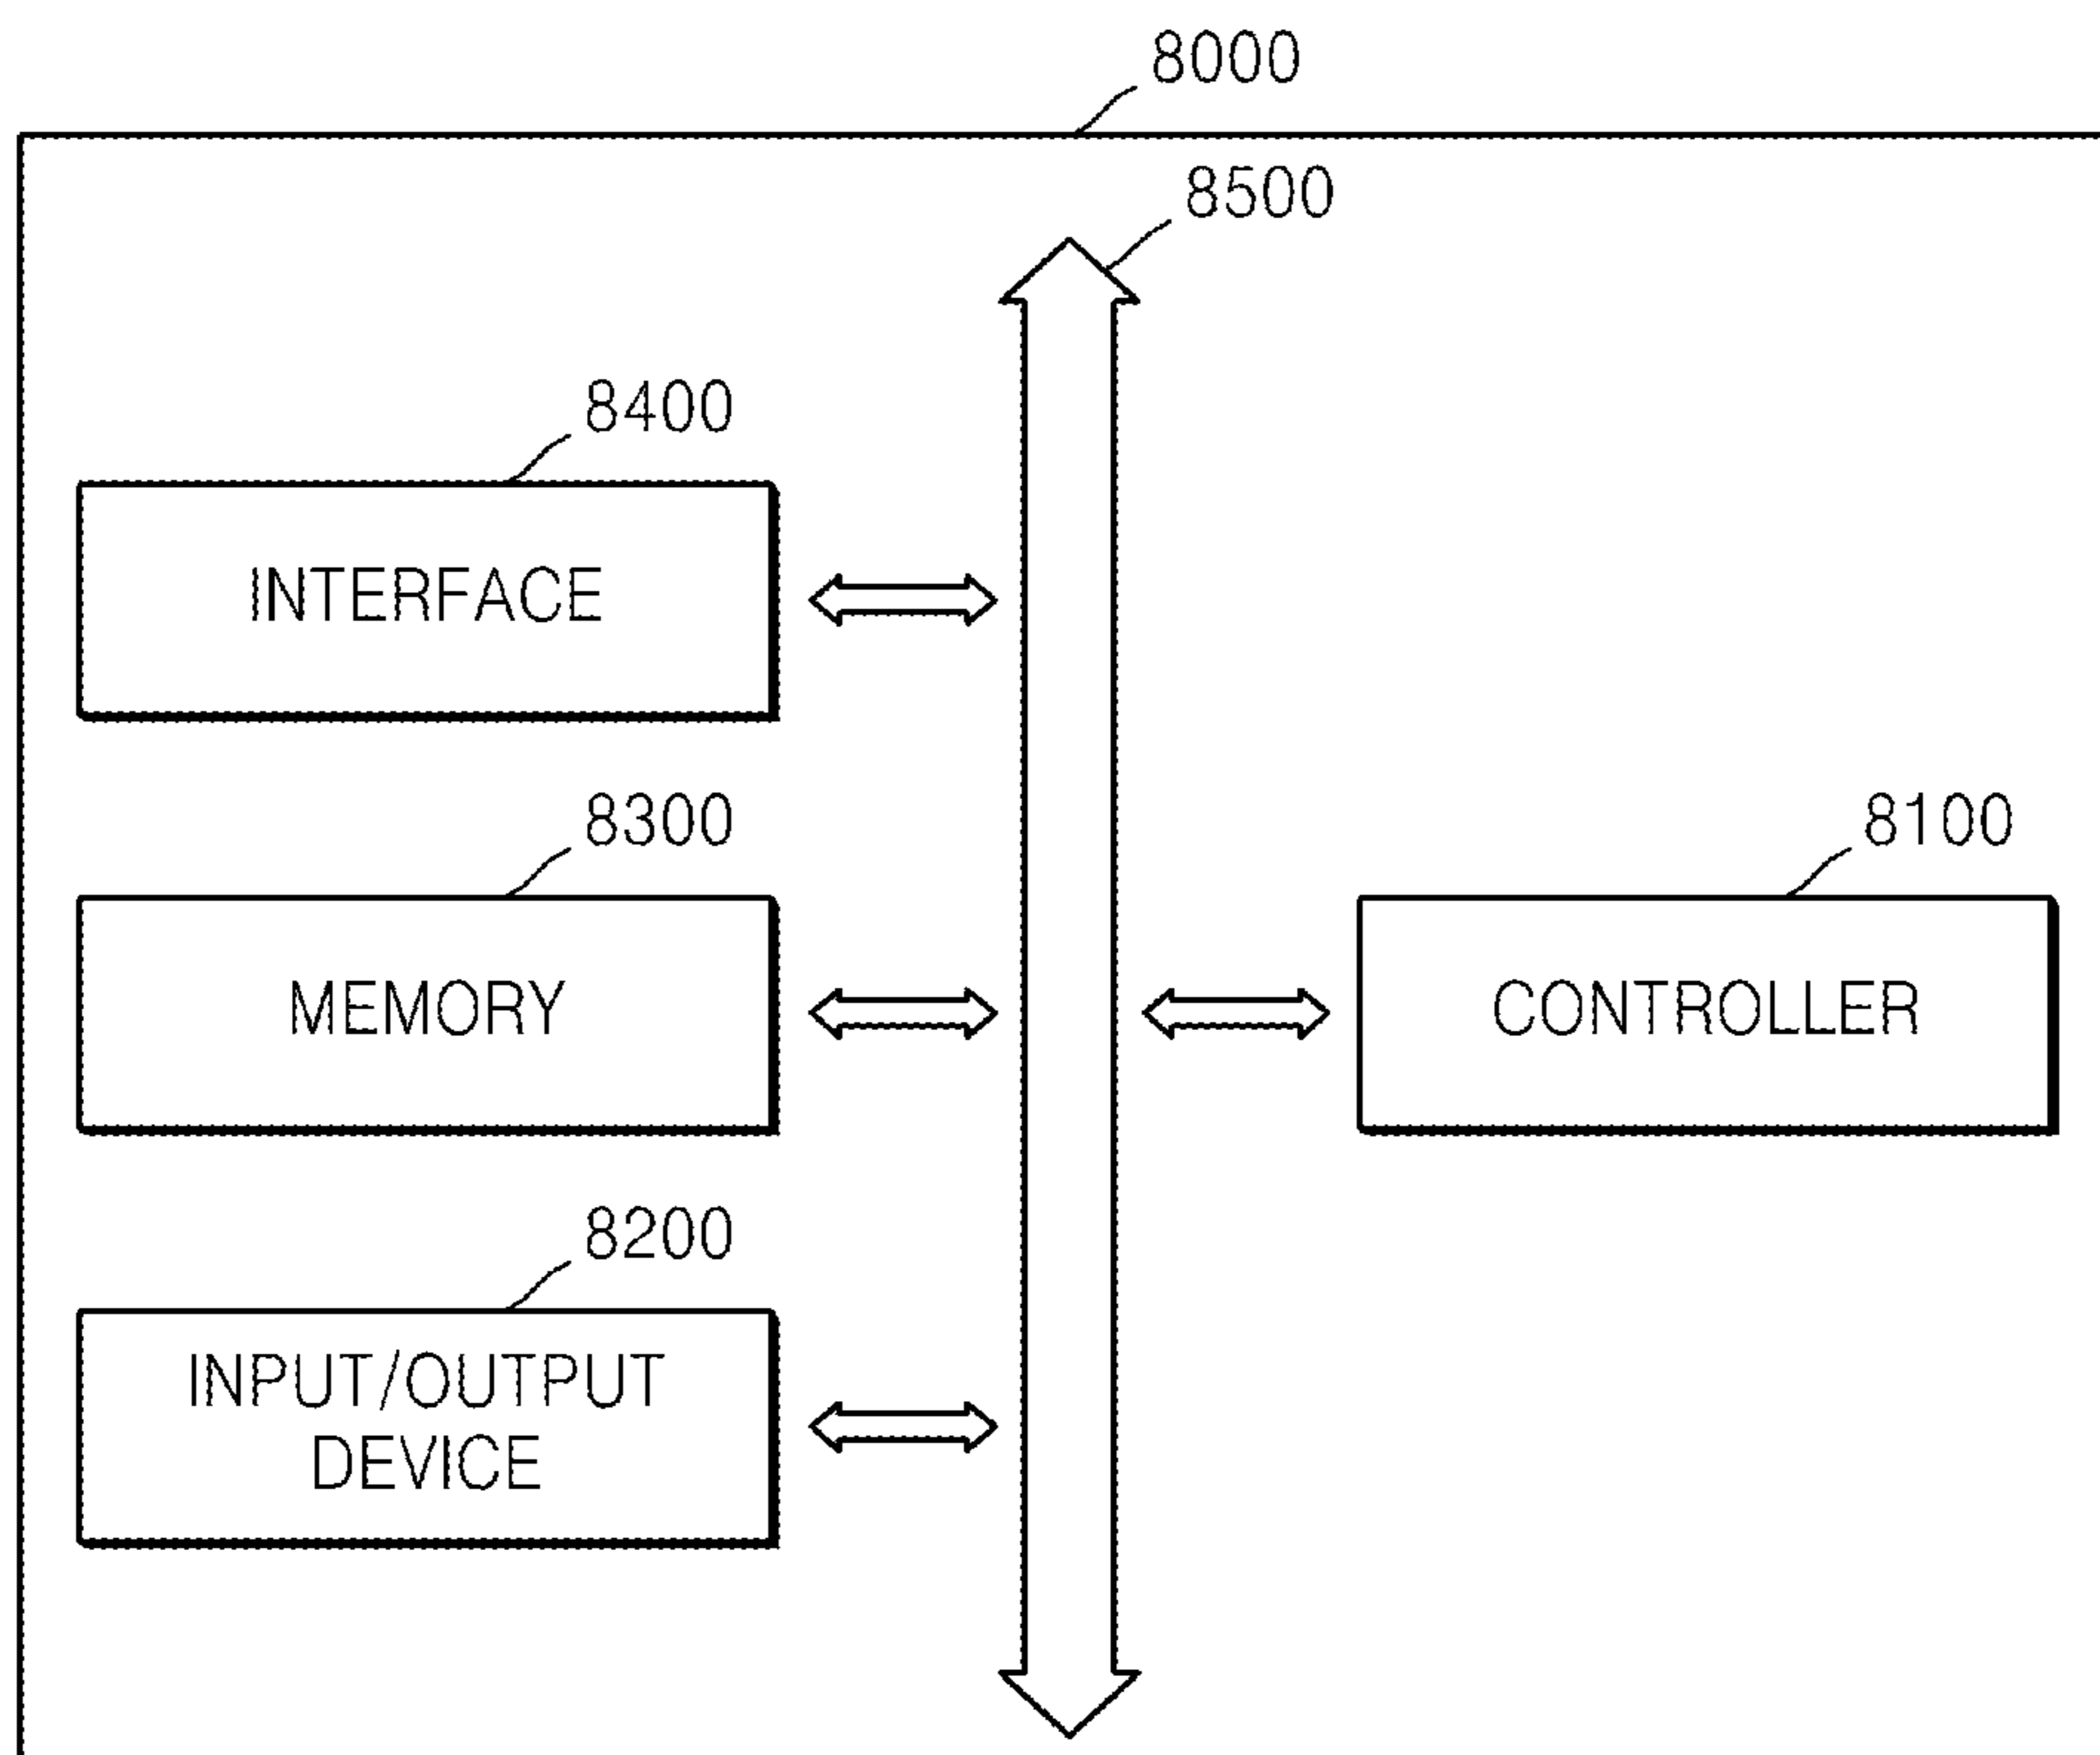 8000
8500
8400
INTERFACE
8300
8100
MEMORY
CONTROLLER
8200
INPUT/OUTPUT
DEVICE